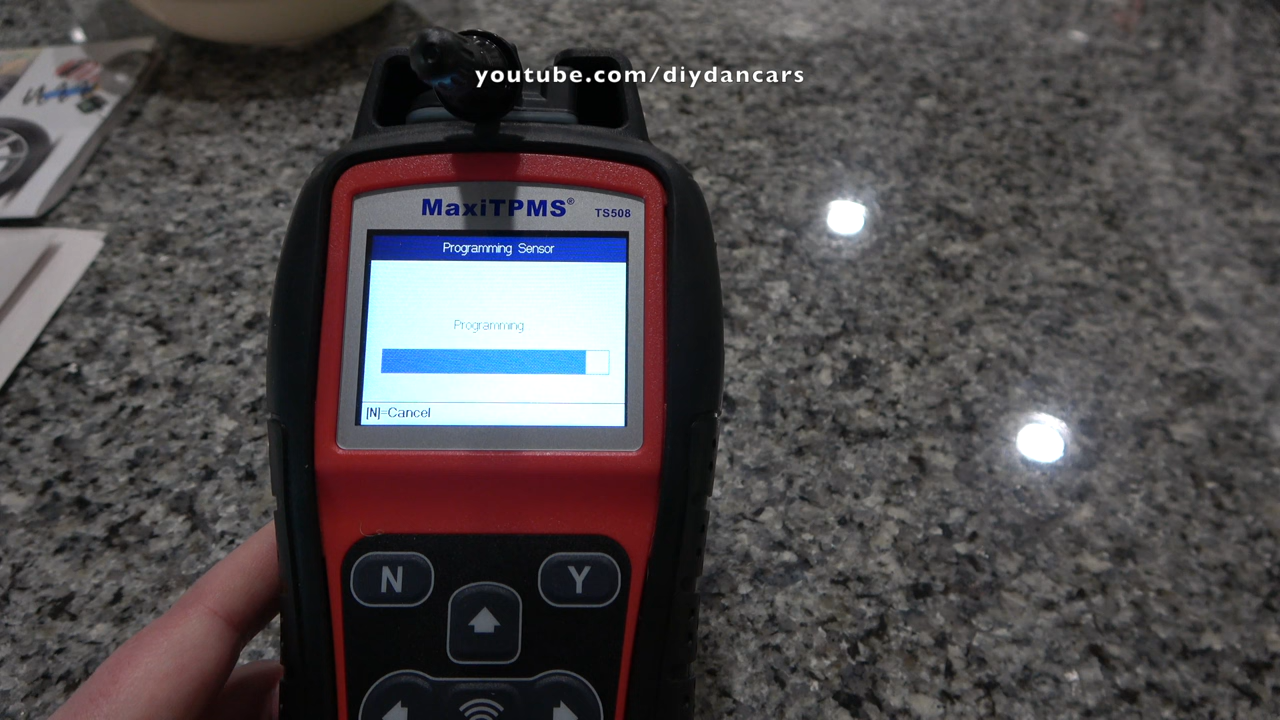 youtube.com/diydancars
MaxiTPMS® TS508
Programming Sensor
Programming
[N]=Cancel
N Y